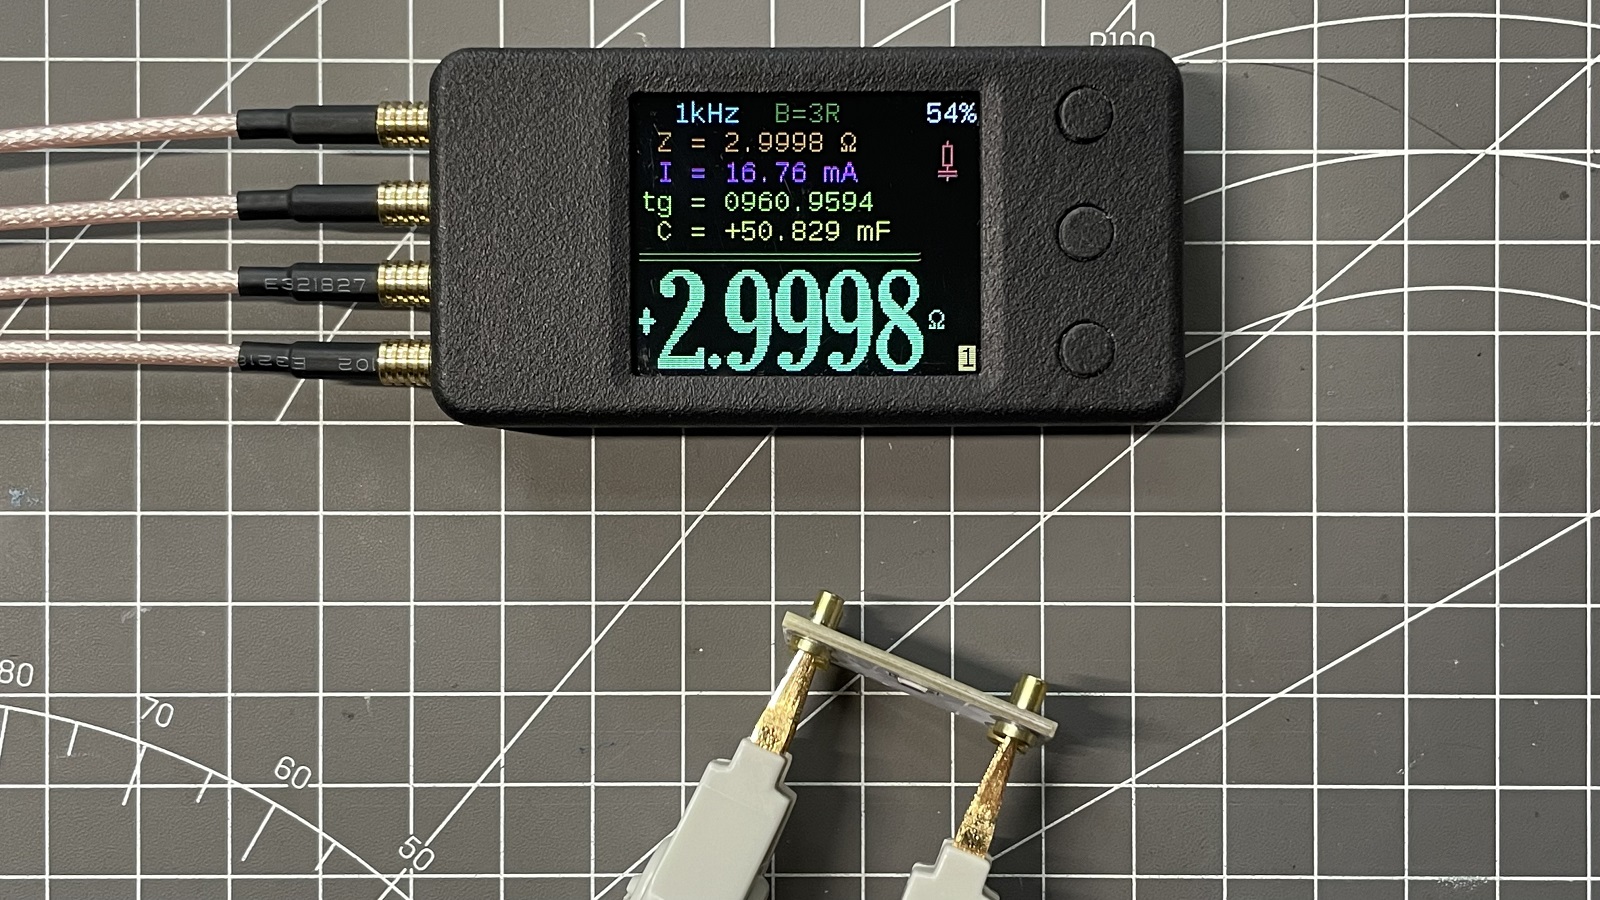 R100
1kHz B=3R 54%
Z = 2.9998 Ω
I = 16.76 mA
tg = 0960.9594
C = +50.829 mF
+2.9998 Ω
1
E321827
80
70
60
50